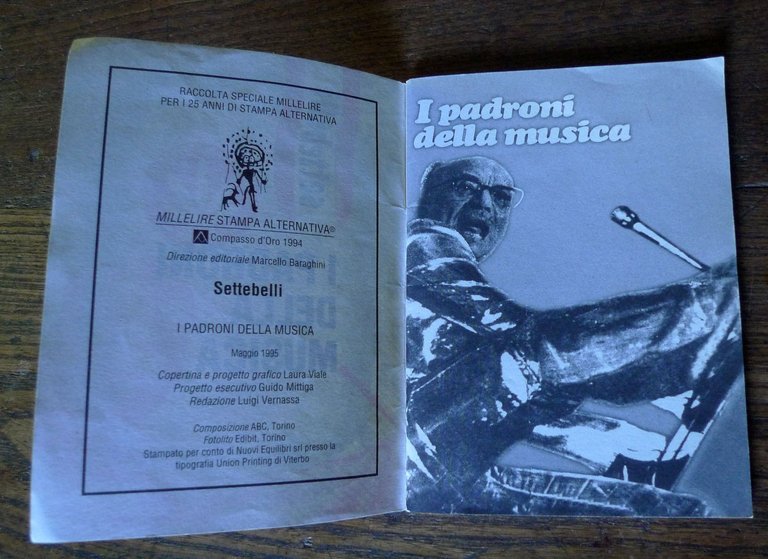 RACCOLTA SPECIALE MILLELIRE
PER I 25 ANNI DI STAMPA ALTERNATIVA
MILLELIRE STAMPA ALTERNATIVA®
Compasso d'Oro 1994
Direzione editoriale Marcello Baraghini
Settebelli
I PADRONI DELLA MUSICA
Maggio 1995
Copertina e progetto grafico Laura Viale
Progetto esecutivo Guido Mittiga
Redazione Luigi Vernassa
Composizione ABC, Torino
Fotolito Edibit, Torino
Stampato per conto di Nuovi Equilibri srl presso la
tipografia Union Printing di Viterbo
I padroni
della musica